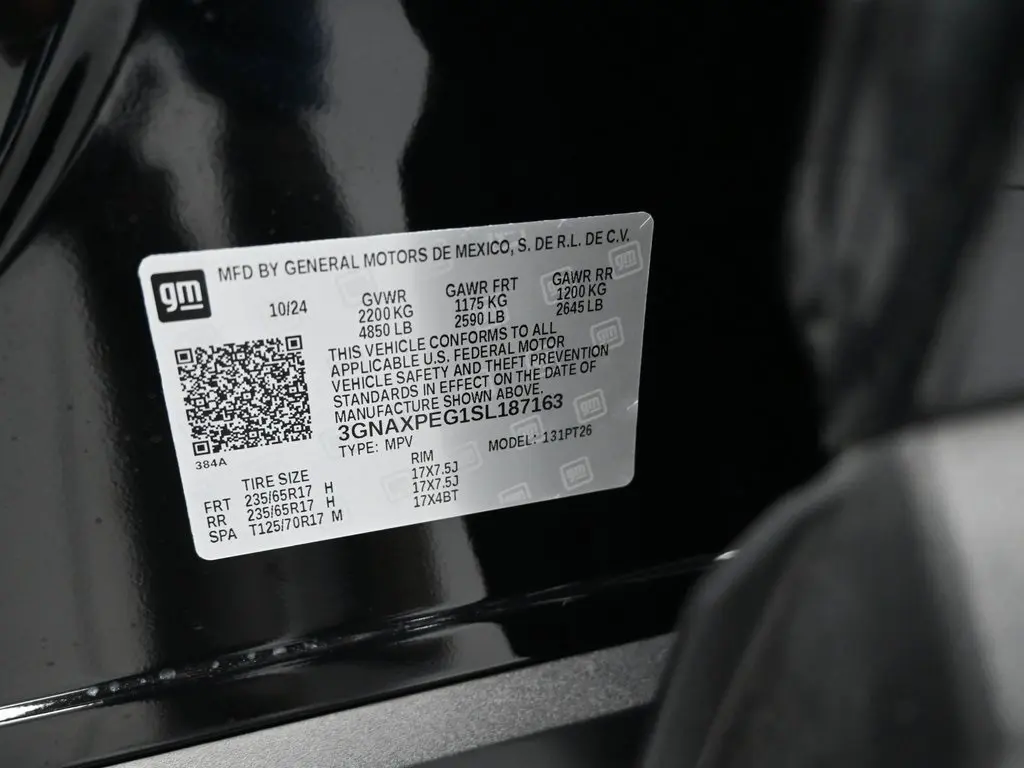 gm
MFD BY GENERAL MOTORS DE MEXICO, S. DE R.L. DE C.V.
10/24
GVWR
2200 KG
4850 LB
GAWR FRT
1175 KG
2590 LB
GAWR RR
1200 KG
2645 LB
THIS VEHICLE CONFORMS TO ALL
APPLICABLE U.S. FEDERAL MOTOR
VEHICLE SAFETY AND THEFT PREVENTION
STANDARDS IN EFFECT ON THE DATE OF
MANUFACTURE SHOWN ABOVE.
3GNAXPEG1SL187163
TYPE: MPV MODEL: 131PT26
384A
TIRE SIZE RIM
FRT 235/65R17 H 17X7.5J
RR 235/65R17 H 17X7.5J
SPA T125/70R17 M 17X4BT